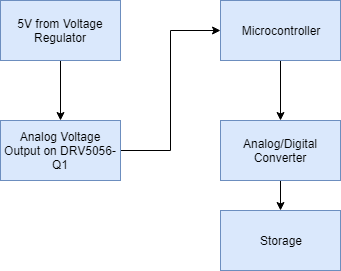 5V from Voltage
Regulator
Analog Voltage
Output on DRV5056-
Q1
Microcontroller
Analog/Digital
Converter
Storage